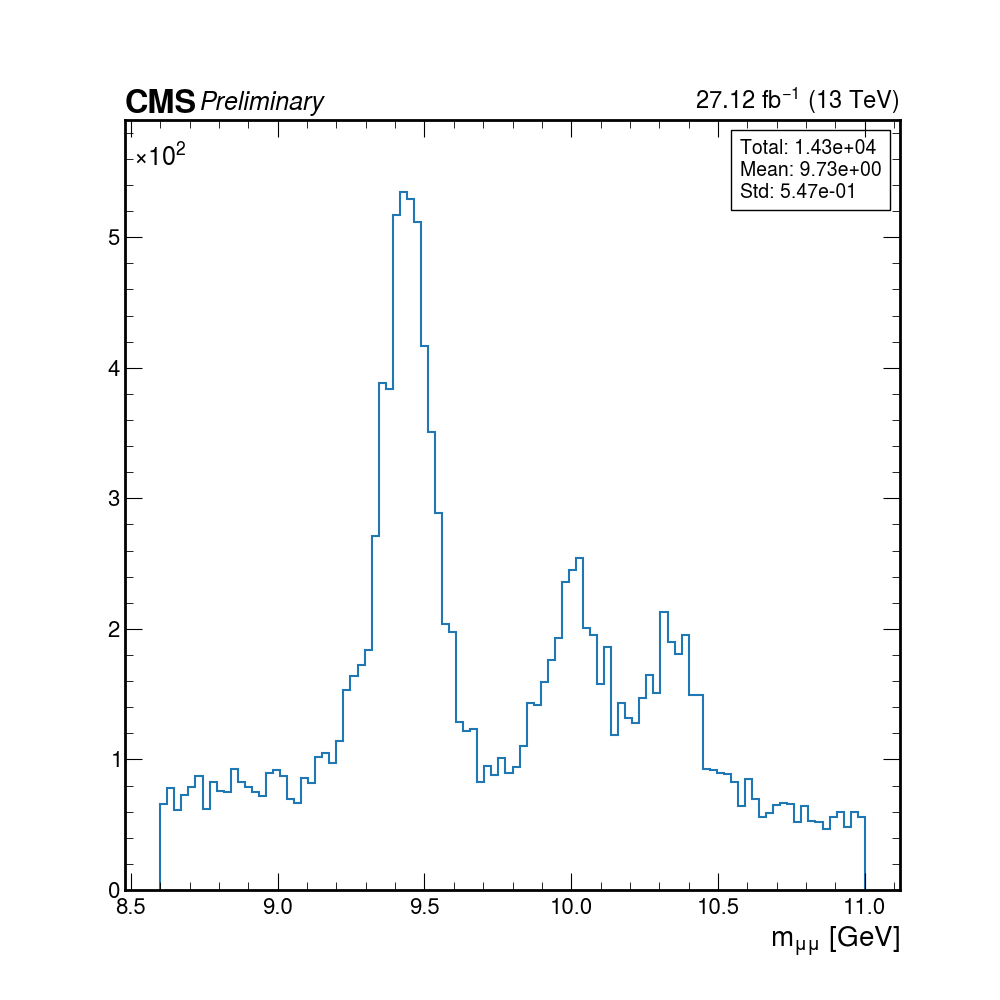 CMS Preliminary 27.12 fb⁻¹ (13 TeV)
×10²
Total: 1.43e+04
Mean: 9.73e+00
Std: 5.47e-01
5
4
3
2
1
0
8.5 9.0 9.5 10.0 10.5 11.0
m_μμ [GeV]